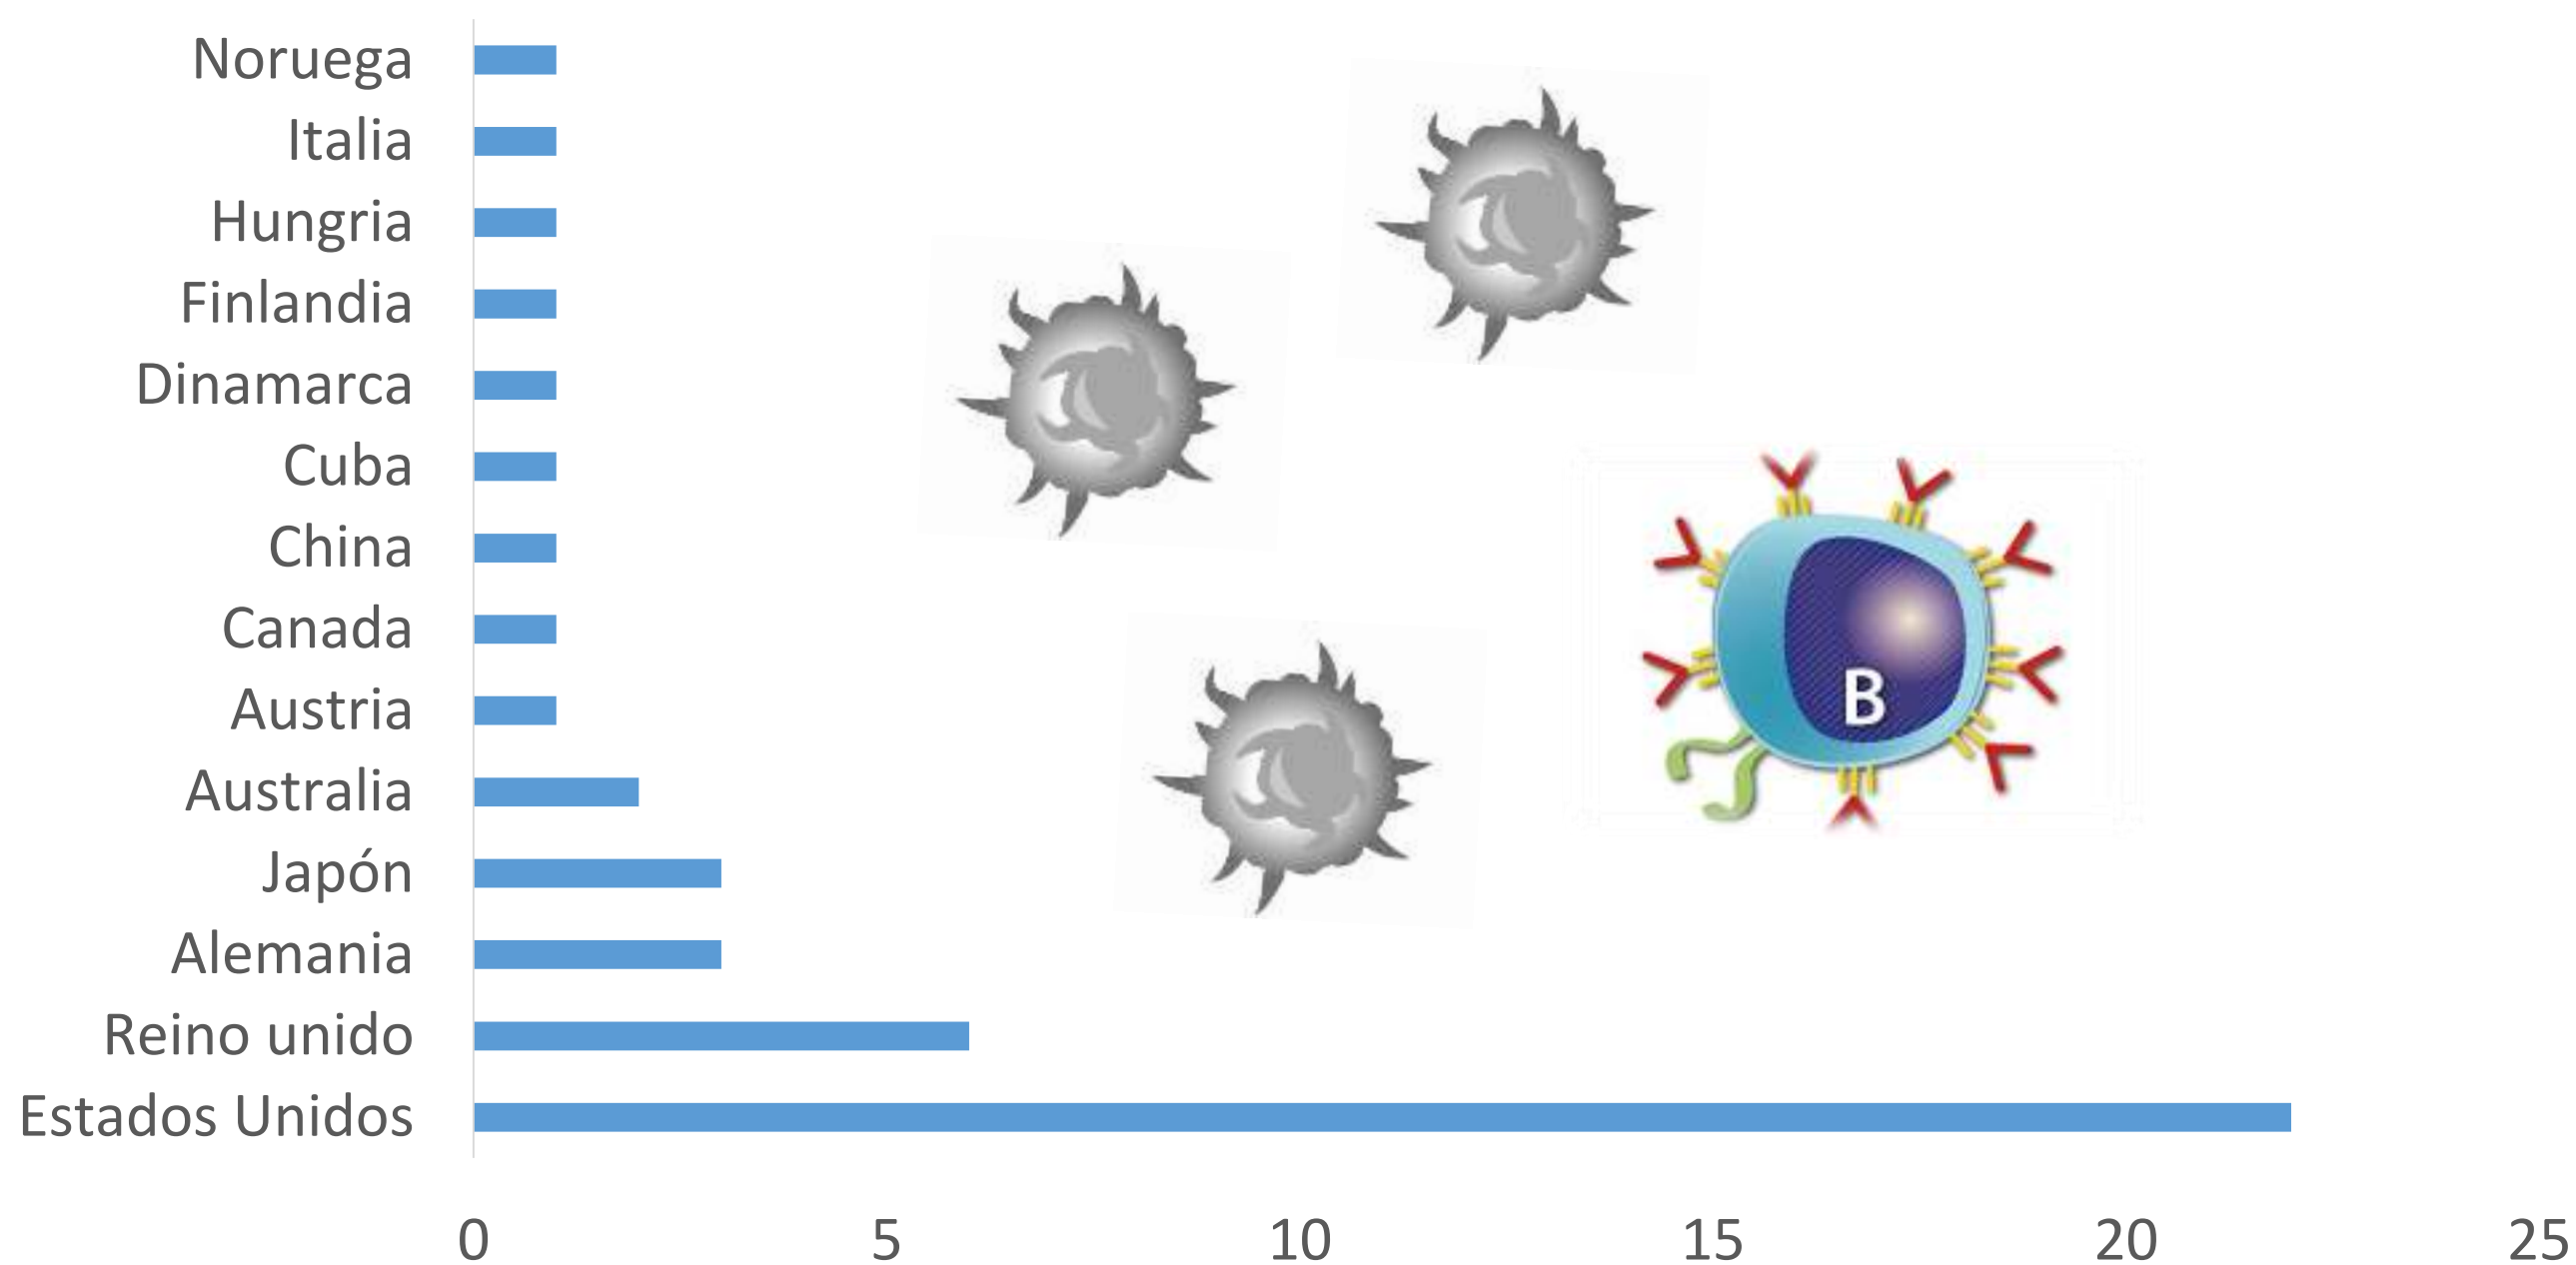 Noruega
Italia
Hungria
Finlandia
Dinamarca
Cuba
China
Canada
Austria
Australia
Japón
Alemania
Reino unido
Estados Unidos
B
0 5 10 15 20 25